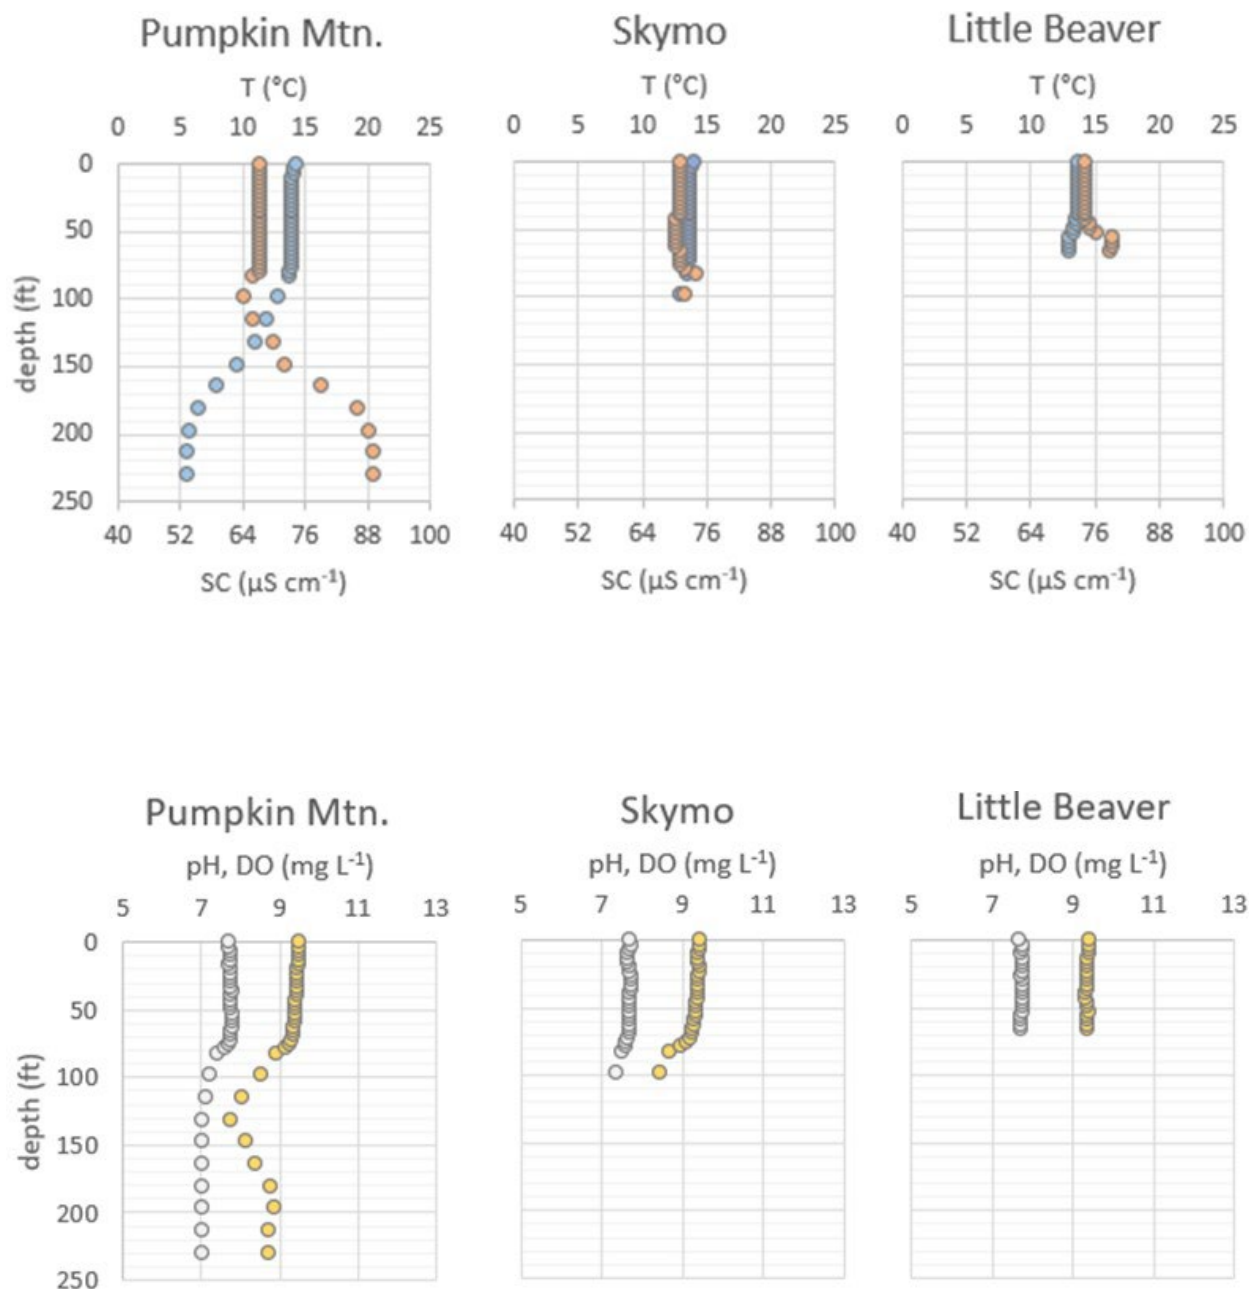 Pumpkin Mtn. Skymo Little Beaver
T (°C) T (°C) T (°C)
0 5 10 15 20 25 0 5 10 15 20 25 0 5 10 15 20 25
0
50
100
150
200
250
depth (ft)
40 52 64 76 88 100 40 52 64 76 88 100 40 52 64 76 88 100
SC (µS cm⁻¹) SC (µS cm⁻¹) SC (µS cm⁻¹)
Pumpkin Mtn. Skymo Little Beaver
pH, DO (mg L⁻¹) pH, DO (mg L⁻¹) pH, DO (mg L⁻¹)
5 7 9 11 13 5 7 9 11 13 5 7 9 11 13
0
50
100
150
200
250
depth (ft)